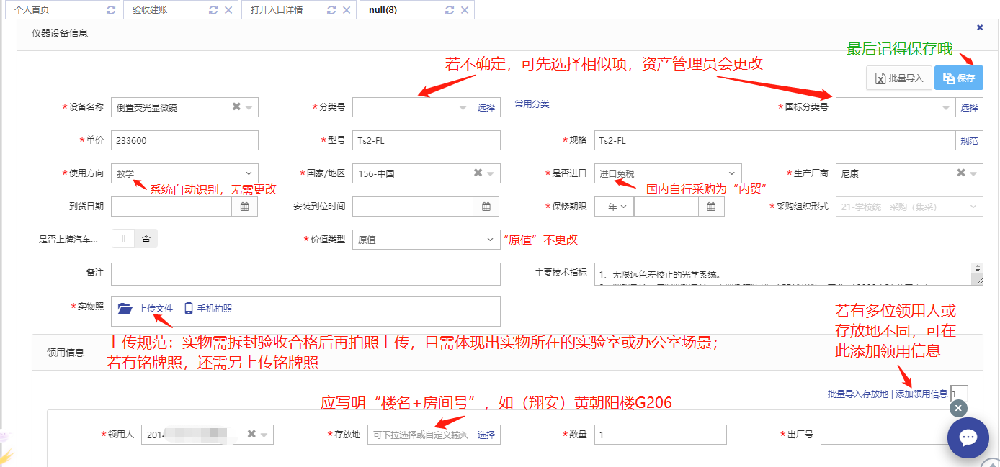 个人首页
验收建账
打开入口详情
null(8)
仪器设备信息
最后记得保存哦
若不确定，可先选择相似项，资产管理员会更改
批量导入
保存
*设备名称 倒置荧光显微镜
*分类号 选择
常用分类
*国标分类号 选择
*单价 233600
*型号 Ts2-FL
*规格 Ts2-FL 规范
*使用方向 教学
*国家/地区 156-中国
*是否进口 进口免税
*生产厂商 尼康
系统自动识别，无需更改
国内自行采购为“内贸”
到货日期
安装到位时间
*保修期限 一年
*采购组织形式 21-学校统一采购（集采）
是否上牌汽车... 否
*价值类型 原值
“原值”不更改
备注
主要技术指标 1、无限远色差校正的光学系统。
*实物照 上传文件 手机拍照
若有多位领用人或
存放地不同，可在
此添加领用信息
上传规范：实物需拆封验收合格后再拍照上传，且需体现出实物所在的实验室或办公室场景；
若有铭牌照，还需另上传铭牌照
领用信息
批量导入存放地 | 添加领用信息 1
应写明“楼名+房间号”，如（翔安）黄朝阳楼G206
*领用人 2014
*存放地 可下拉选择或自定义输入 选择
*数量 1
*出厂号